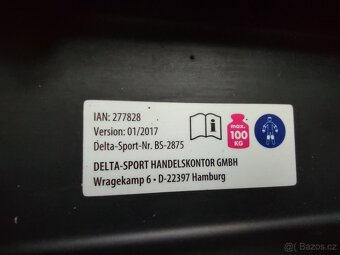 IAN: 277828
Version: 01/2017
Delta-Sport-Nr. BS-2875
max.
100
KG
DELTA-SPORT HANDELSKONTOR GMBH
Wragekamp 6 • D-22397 Hamburg
Bazos.cz